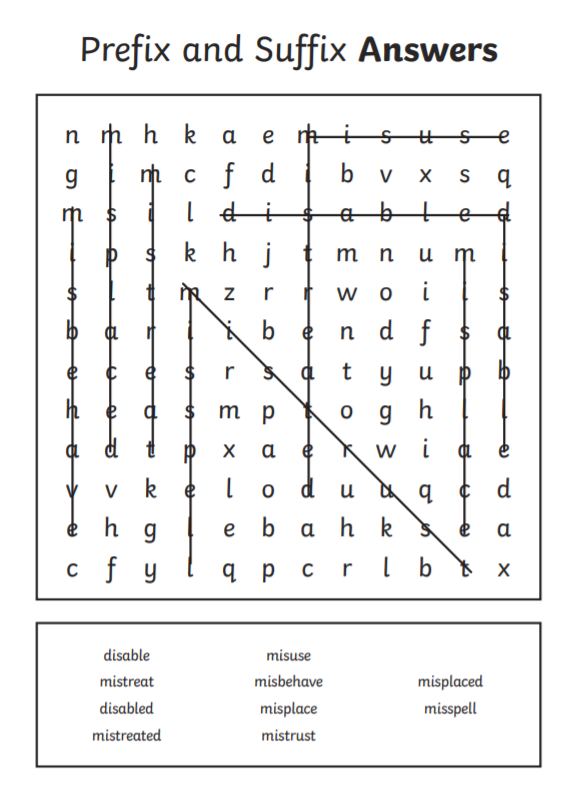 Prefix and Suffix Answers
n m h k a e m i s u s e
g i m c f d i b v x s q
m s i l d i s a b l e d
i p s k h j t m n u m i
s l t m z r r w o i i s
b a r i i b e n d f s a
e c e s r s a t y u p b
h e a s m p t o g h l l
a d t p x a e r w i a e
v v k e l o d u u q c d
e h g l e b a h k s e a
c f y l q p c r l b t x
disable misuse
mistreat misbehave misplaced
disabled misplace misspell
mistreated mistrust